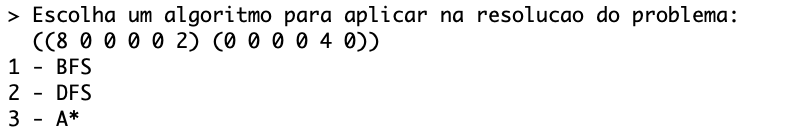 > Escolha um algoritmo para aplicar na resolucao do problema:
((8 0 0 0 0 2) (0 0 0 0 4 0))
1 - BFS
2 - DFS
3 - A*